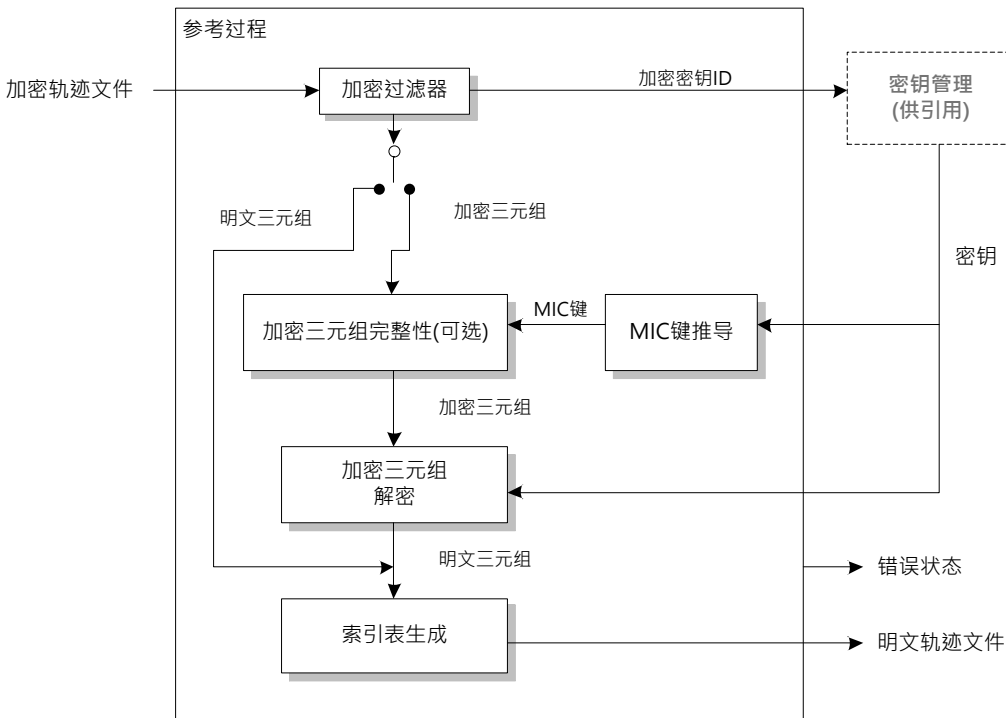 参考过程
加密轨迹文件
加密过滤器
加密密钥ID
密钥管理
(供引用)
明文三元组
加密三元组
密钥
加密三元组完整性(可选)
MIC键
MIC键推导
加密三元组
加密三元组
解密
明文三元组
错误状态
索引表生成
明文轨迹文件